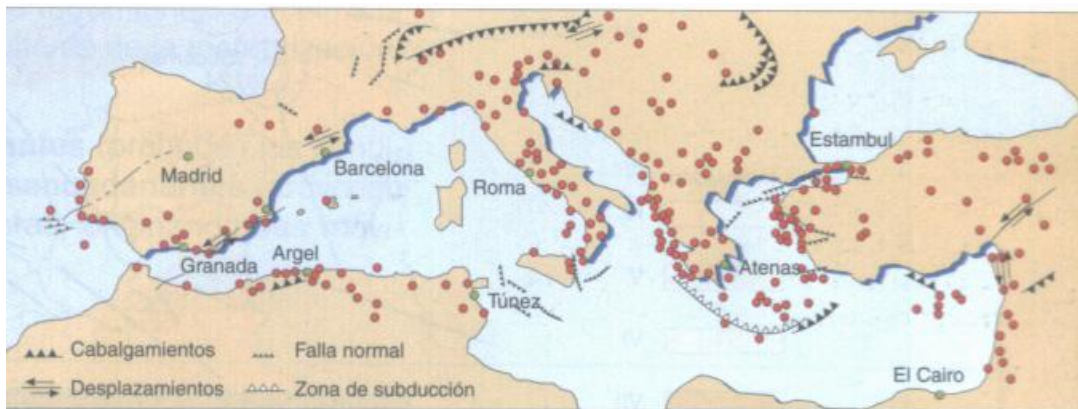 Estambul
Madrid
Barcelona
Roma
Granada
Argel
Atenas
Túnez
Cabalgamientos
Falla normal
Desplazamientos
Zona de subducción
El Cairo